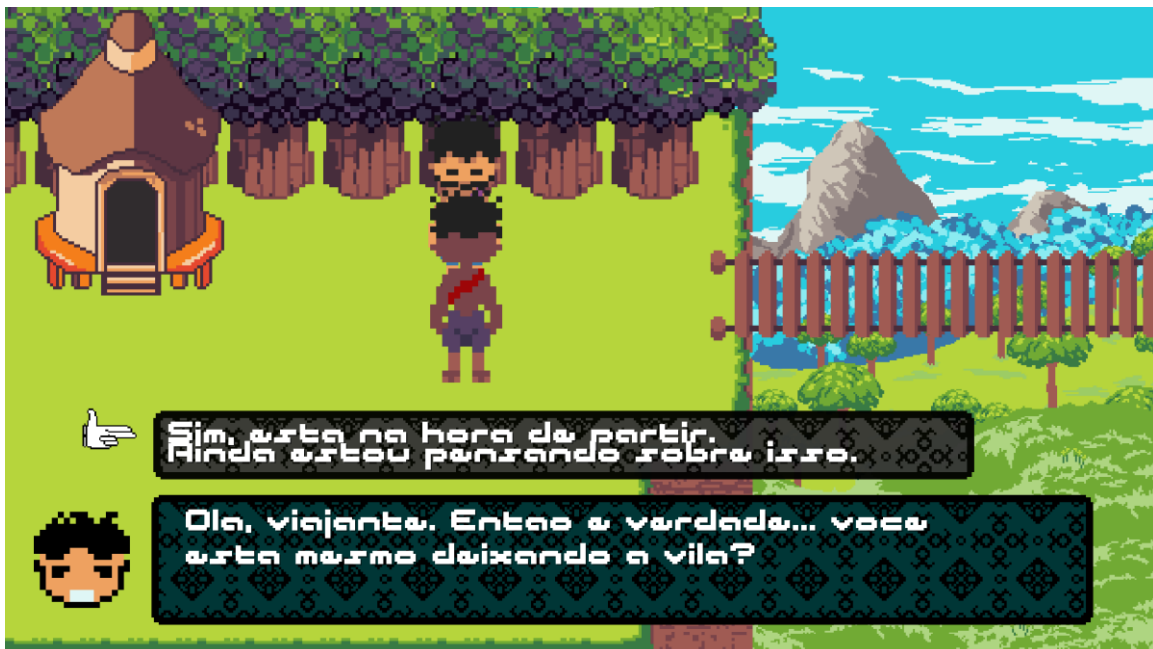 Sim, esta na hora de partir.
Ainda estou pensando sobre isso.
Ola, viajante. Entao e verdade... voce
esta mesmo deixando a vila?